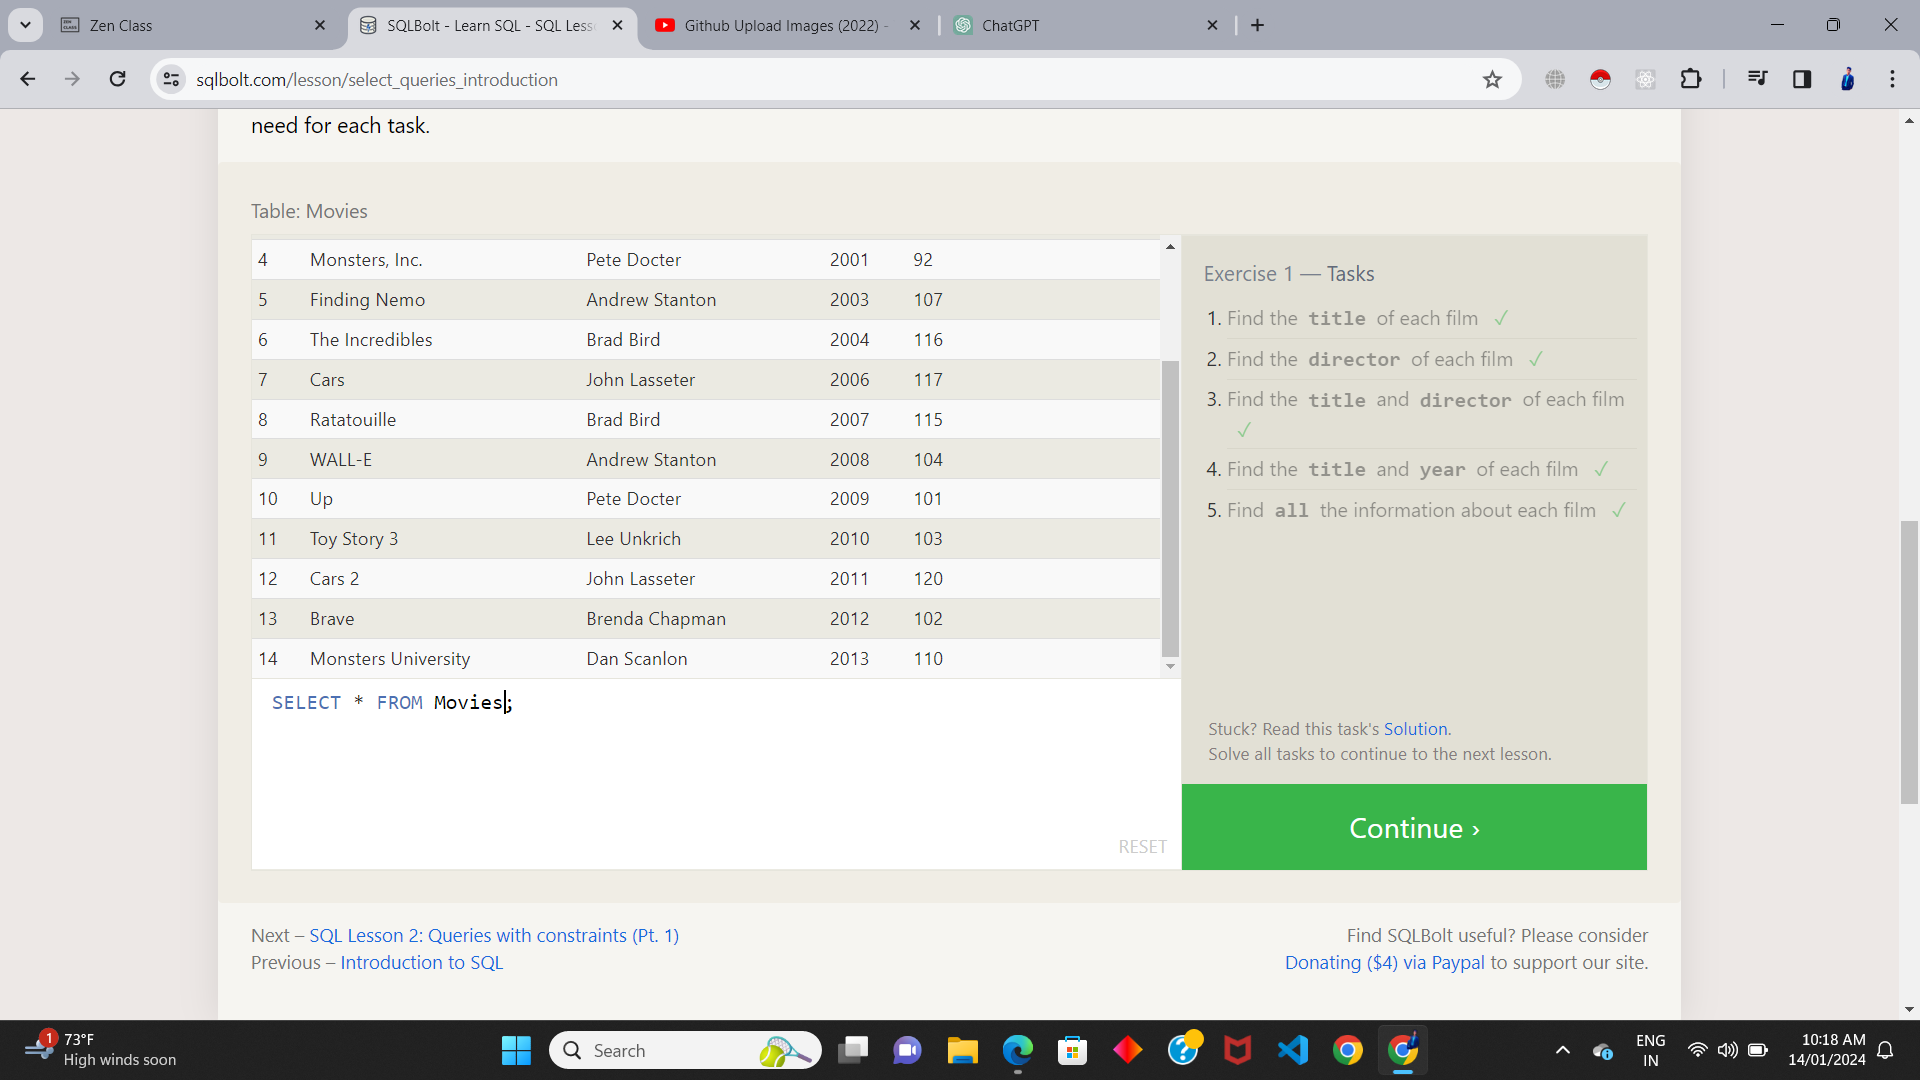 Zen Class
SQLBolt - Learn SQL - SQL Less
Github Upload Images (2022) -
ChatGPT
sqlbolt.com/lesson/select_queries_introduction
need for each task.
Table: Movies
4 Monsters, Inc. Pete Docter 2001 92
5 Finding Nemo Andrew Stanton 2003 107
6 The Incredibles Brad Bird 2004 116
7 Cars John Lasseter 2006 117
8 Ratatouille Brad Bird 2007 115
9 WALL-E Andrew Stanton 2008 104
10 Up Pete Docter 2009 101
11 Toy Story 3 Lee Unkrich 2010 103
12 Cars 2 John Lasseter 2011 120
13 Brave Brenda Chapman 2012 102
14 Monsters University Dan Scanlon 2013 110
SELECT * FROM Movies;
RESET
Exercise 1 — Tasks
1. Find the title of each film ✓
2. Find the director of each film ✓
3. Find the title and director of each film
✓
4. Find the title and year of each film ✓
5. Find all the information about each film ✓
Stuck? Read this task's Solution.
Solve all tasks to continue to the next lesson.
Continue ›
Next – SQL Lesson 2: Queries with constraints (Pt. 1)
Previous – Introduction to SQL
Find SQLBolt useful? Please consider
Donating ($4) via Paypal to support our site.
1
73°F
High winds soon
Search
ENG
IN
10:18 AM
14/01/2024